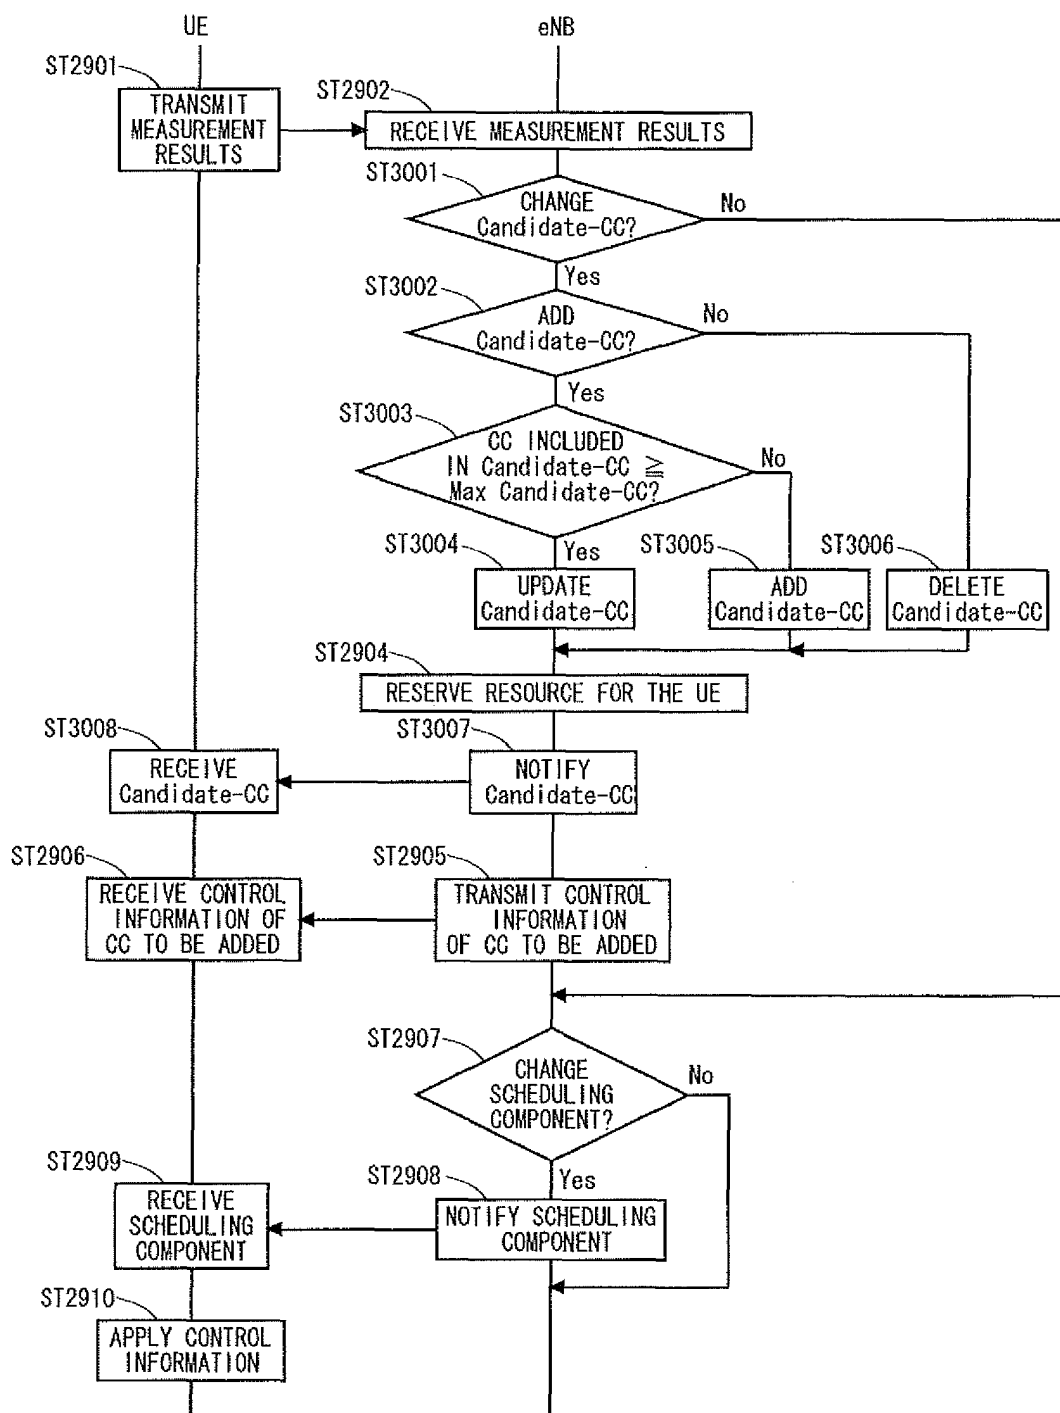 UE
eNB
ST2901
TRANSMIT
MEASUREMENT
RESULTS
ST2902
RECEIVE MEASUREMENT RESULTS
ST3001
CHANGE
Candidate-CC?
No
Yes
ST3002
ADD
Candidate-CC?
No
Yes
ST3003
CC INCLUDED
IN Candidate-CC ≧
Max Candidate-CC?
No
Yes
ST3004
UPDATE
Candidate-CC
ST3005
ADD
Candidate-CC
ST3006
DELETE
Candidate-CC
ST2904
RESERVE RESOURCE FOR THE UE
ST3008
RECEIVE
Candidate-CC
ST3007
NOTIFY
Candidate-CC
ST2906
RECEIVE CONTROL
INFORMATION OF
CC TO BE ADDED
ST2905
TRANSMIT CONTROL
INFORMATION
OF CC TO BE ADDED
ST2907
CHANGE
SCHEDULING
COMPONENT?
No
Yes
ST2909
RECEIVE
SCHEDULING
COMPONENT
ST2908
NOTIFY SCHEDULING
COMPONENT
ST2910
APPLY CONTROL
INFORMATION